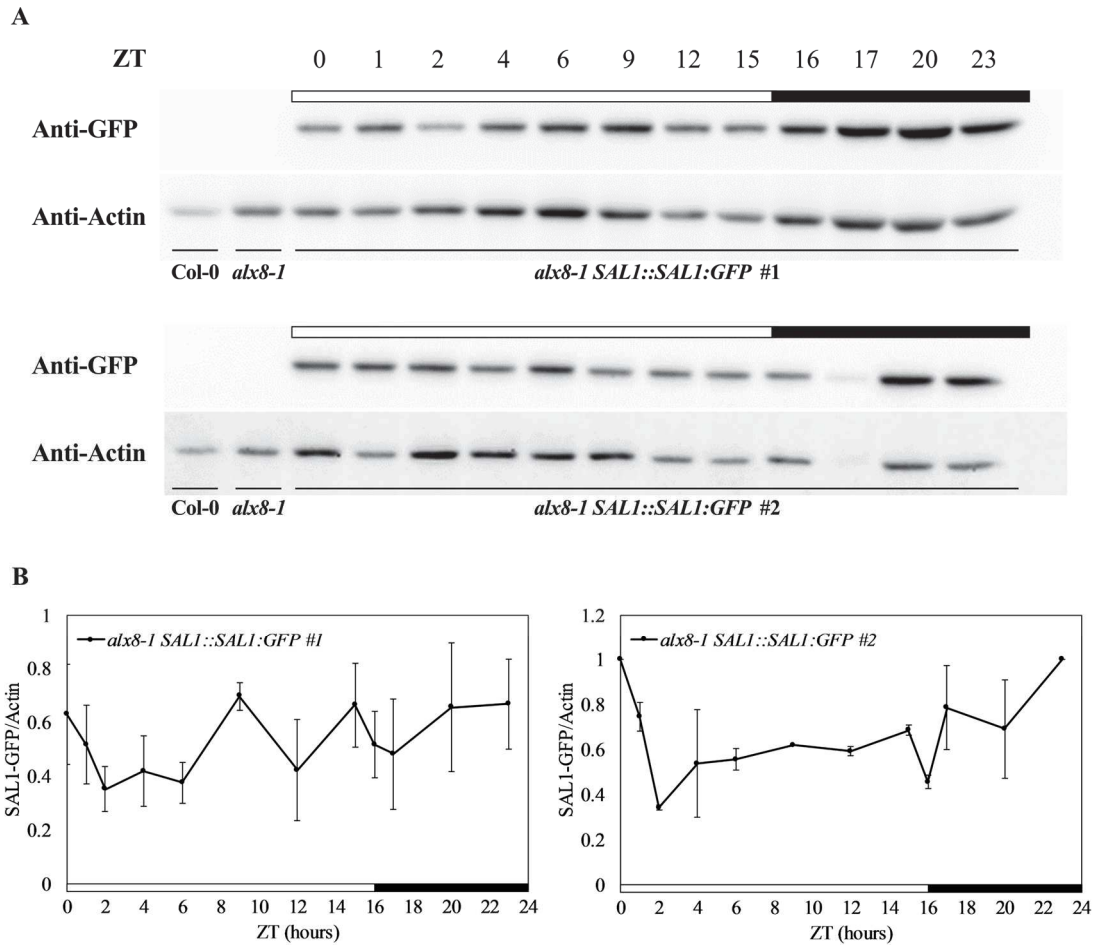 A
ZT 0 1 2 4 6 9 12 15 16 17 20 23
Anti-GFP
Anti-Actin
Col-0 alx8-1 alx8-1 SAL1::SAL1:GFP #1
Anti-GFP
Anti-Actin
Col-0 alx8-1 alx8-1 SAL1::SAL1:GFP #2
B
SAL1-GFP/Actin
1
0.8
0.6
0.4
0.2
0
alx8-1 SAL1::SAL1:GFP #1
0 2 4 6 8 10 12 14 16 18 20 22 24
ZT (hours)
SAL1-GFP/Actin
1.2
1
0.8
0.6
0.4
0.2
0
alx8-1 SAL1::SAL1:GFP #2
0 2 4 6 8 10 12 14 16 18 20 22 24
ZT (hours)